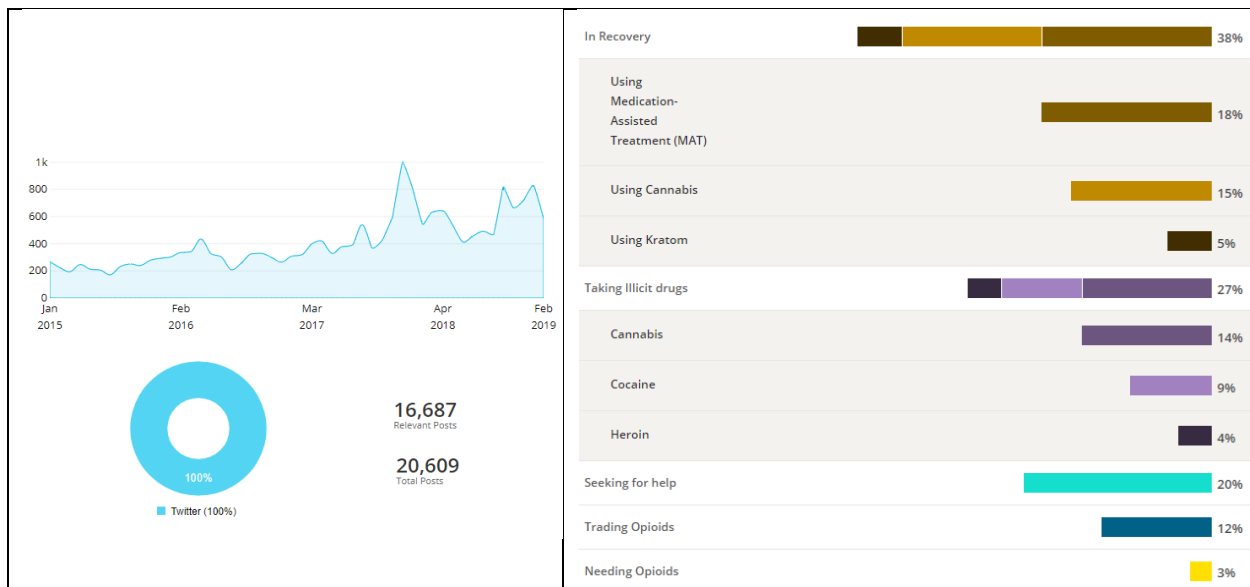 1k
800
600
400
200
0
Jan Feb Mar Apr Feb
2015 2016 2017 2018 2019
100%
Twitter (100%)
16,687
Relevant Posts
20,609
Total Posts
In Recovery 38%
Using
Medication-
Assisted
Treatment (MAT)
18%
Using Cannabis 15%
Using Kratom 5%
Taking Illicit drugs 27%
Cannabis 14%
Cocaine 9%
Heroin 4%
Seeking for help 20%
Trading Opioids 12%
Needing Opioids 3%